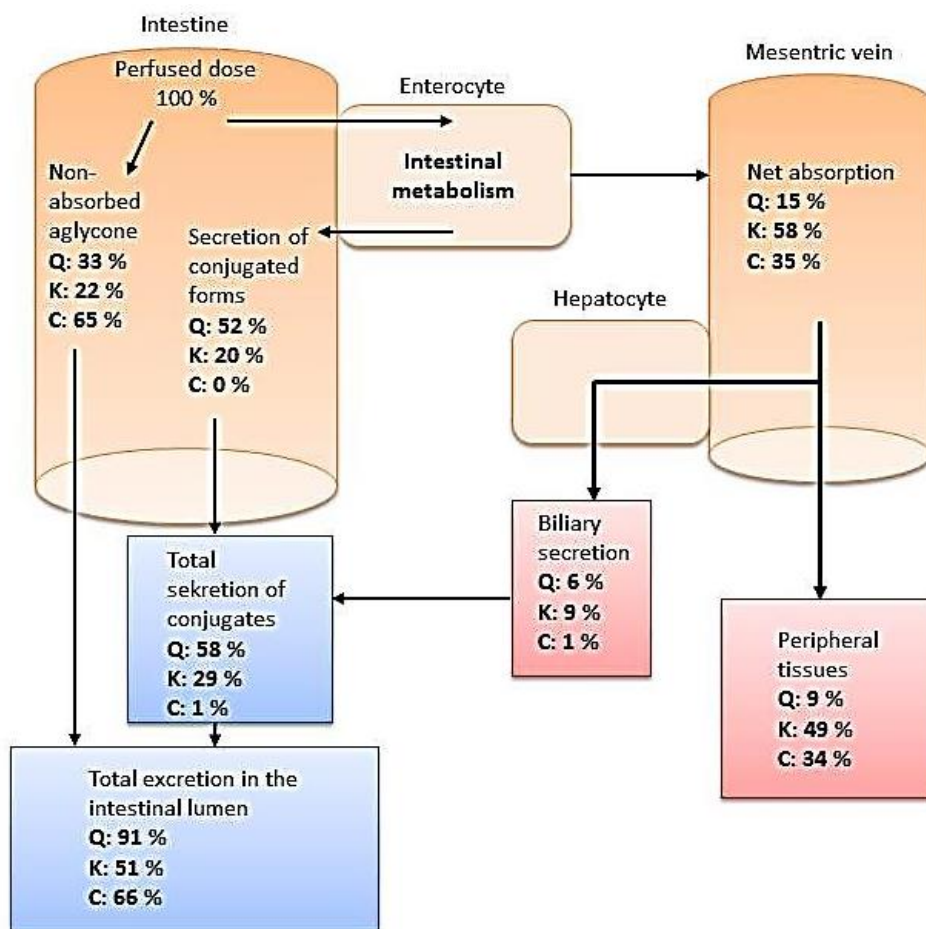 Intestine
Perfused dose
100 %
Enterocyte
Mesentric vein
Intestinal
metabolism
Non-
absorbed
aglycone
Q: 33 %
K: 22 %
C: 65 %
Secretion of
conjugated
forms
Q: 52 %
K: 20 %
C: 0 %
Net absorption
Q: 15 %
K: 58 %
C: 35 %
Hepatocyte
Total
sekretion of
conjugates
Q: 58 %
K: 29 %
C: 1 %
Biliary
secretion
Q: 6 %
K: 9 %
C: 1 %
Peripheral
tissues
Q: 9 %
K: 49 %
C: 34 %
Total excretion in the
intestinal lumen
Q: 91 %
K: 51 %
C: 66 %